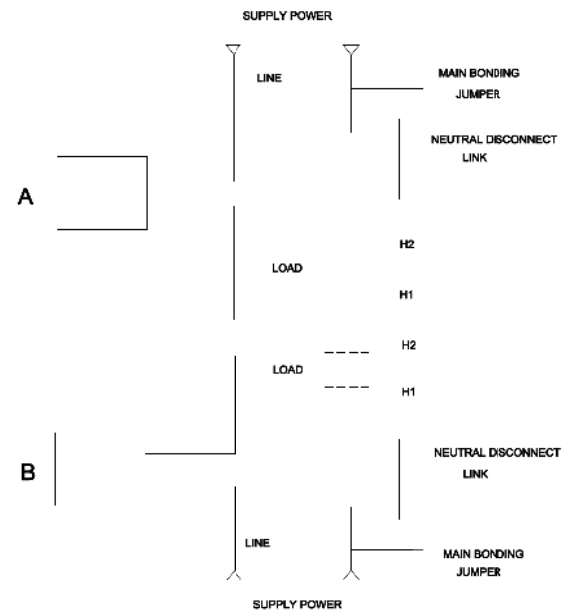 SUPPLY POWER
LINE
MAIN BONDING
JUMPER
NEUTRAL DISCONNECT
LINK
A
H2
LOAD
H1
H2
LOAD
H1
B
NEUTRAL DISCONNECT
LINK
LINE
MAIN BONDING
JUMPER
SUPPLY POWER